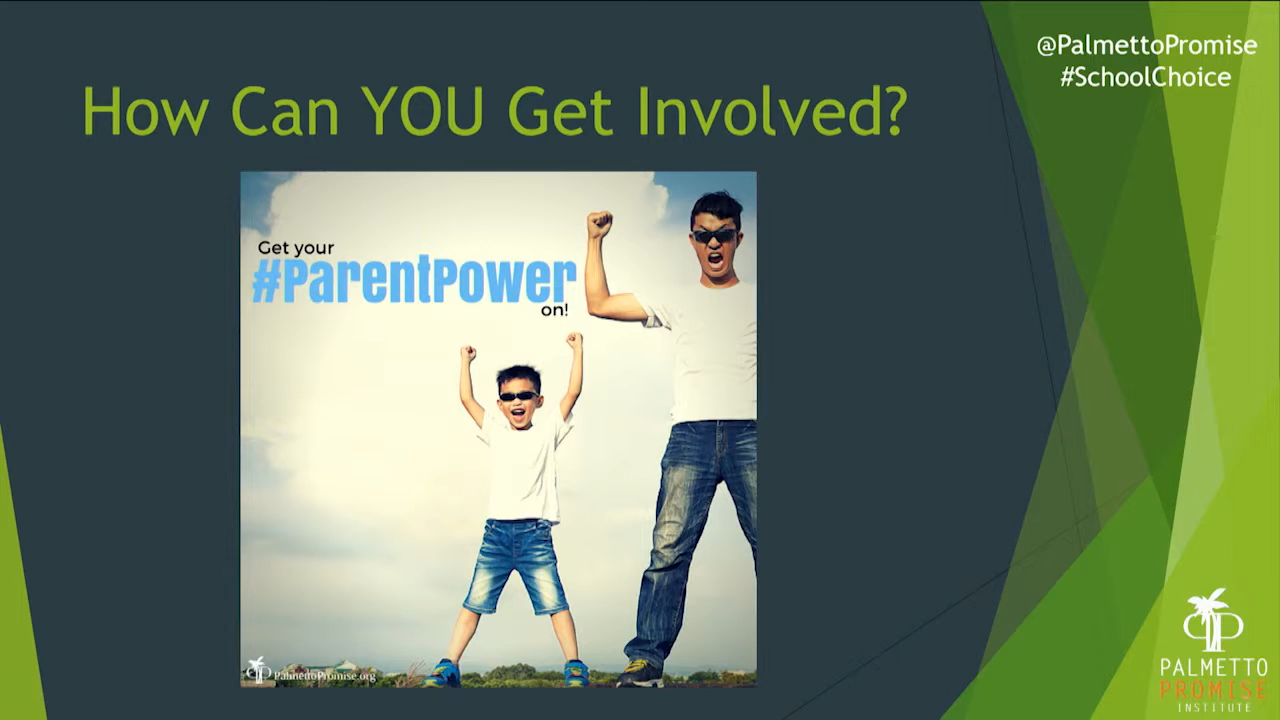 @PalmettoPromise
#SchoolChoice
How Can YOU Get Involved?
Get your
#ParentPower
on!
PalmettoPromise.org
PALMETTO
PROMISE
INSTITUTE